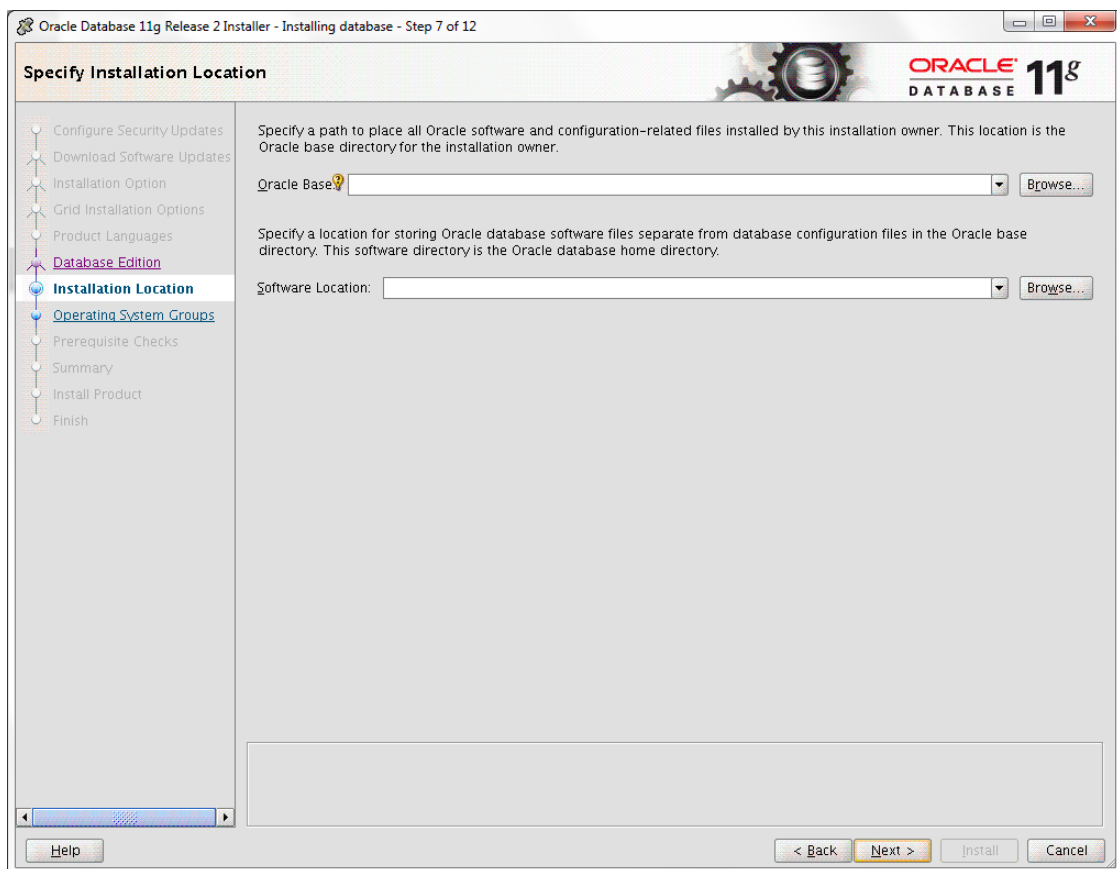 Oracle Database 11g Release 2 Installer - Installing database - Step 7 of 12
Specify Installation Location
ORACLE
DATABASE
11g
Configure Security Updates
Download Software Updates
Installation Option
Grid Installation Options
Product Languages
Database Edition
Installation Location
Operating System Groups
Prerequisite Checks
Summary
Install Product
Finish
Specify a path to place all Oracle software and configuration-related files installed by this installation owner. This location is the
Oracle base directory for the installation owner.
Oracle Base:
Browse...
Specify a location for storing Oracle database software files separate from database configuration files in the Oracle base
directory. This software directory is the Oracle database home directory.
Software Location:
Browse...
Help
< Back
Next >
Install
Cancel